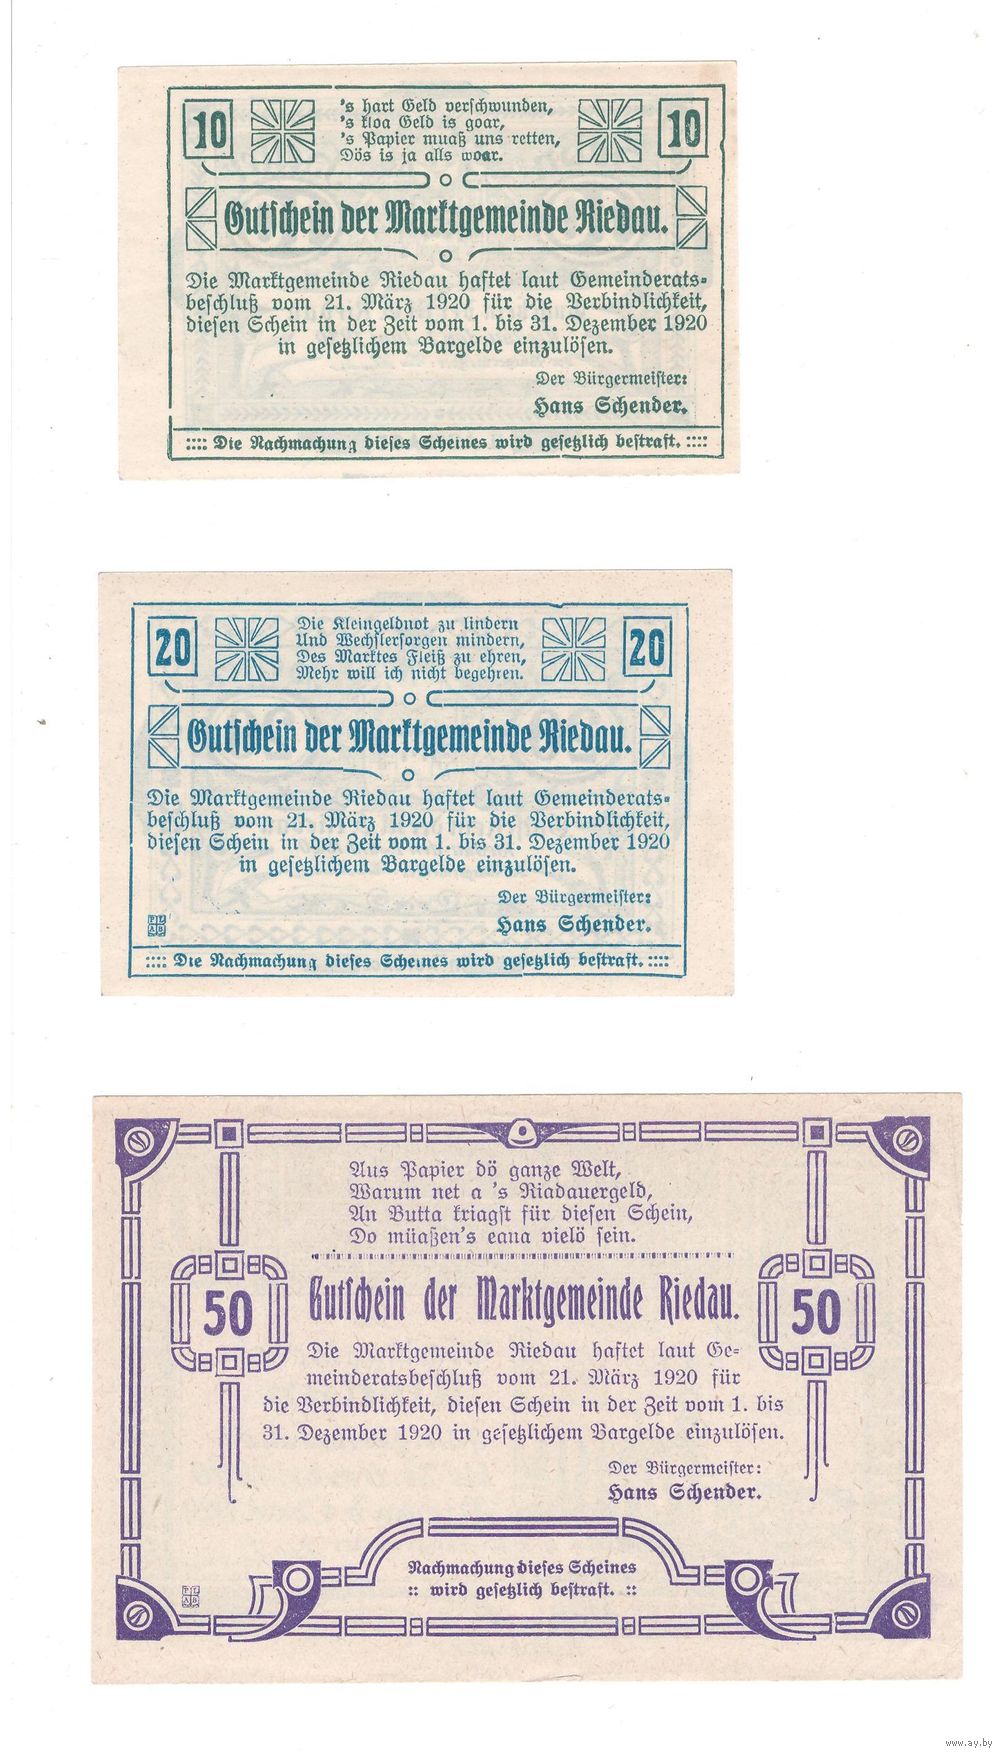 10 's hart Geld verschwunden, 10
's kloa Geld is goar,
's Papier muaß uns retten,
Dös is ja alls woar.
Gutschein der Marktgemeinde Riedau.
Die Marktgemeinde Riedau haftet laut Gemeinderats-
beschluß vom 21. März 1920 für die Verbindlichkeit,
diesen Schein in der Zeit vom 1. bis 31. Dezember 1920
in gesetzlichem Bargelde einzulösen.
Der Bürgermeister:
Hans Schender.
:::: Die Nachmachung dieses Scheines wird gesetzlich bestraft. ::::
20 Die Kleingeldnot zu lindern 20
Und Wechslersorgen mindern,
Des Marktes Fleiß zu ehren,
Mehr will ich nicht begehren.
Gutschein der Marktgemeinde Riedau.
Die Marktgemeinde Riedau haftet laut Gemeinderats-
beschluß vom 21. März 1920 für die Verbindlichkeit,
diesen Schein in der Zeit vom 1. bis 31. Dezember 1920
in gesetzlichem Bargelde einzulösen.
Der Bürgermeister:
Hans Schender.
:::: Die Nachmachung dieses Scheines wird gesetzlich bestraft. ::::
Aus Papier dö ganze Welt,
Warum net a 's Riadauergeld,
An Butta kriagst für diesen Schein,
Do müaßen's eana vielö sein.
Gutschein der Marktgemeinde Riedau.
50 50
Die Marktgemeinde Riedau haftet laut Ge-
meinderatsbeschluß vom 21. März 1920 für
die Verbindlichkeit, diesen Schein in der Zeit vom 1. bis
31. Dezember 1920 in gesetzlichem Bargelde einzulösen.
Der Bürgermeister:
Hans Schender.
Nachmachung dieses Scheines
:: wird gesetzlich bestraft. ::
www.ay.by